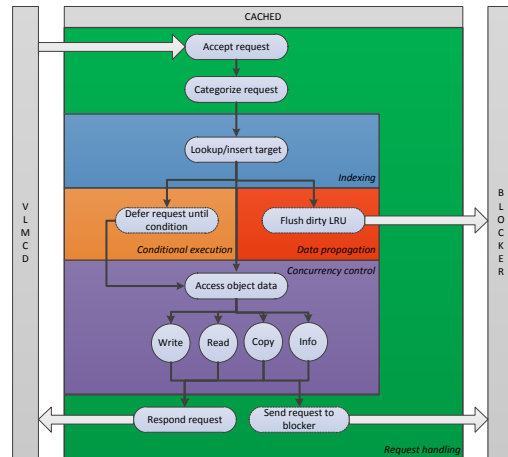 CACHED
Accept request
Categorize request
Lookup/insert target
Indexing
Defer request until
condition
Flush dirty LRU
Conditional execution
Data propagation
Concurrency control
Access object data
Write
Read
Copy
Info
Respond request
Send request to
blocker
Request handling
V
L
M
C
D
B
L
O
C
K
E
R